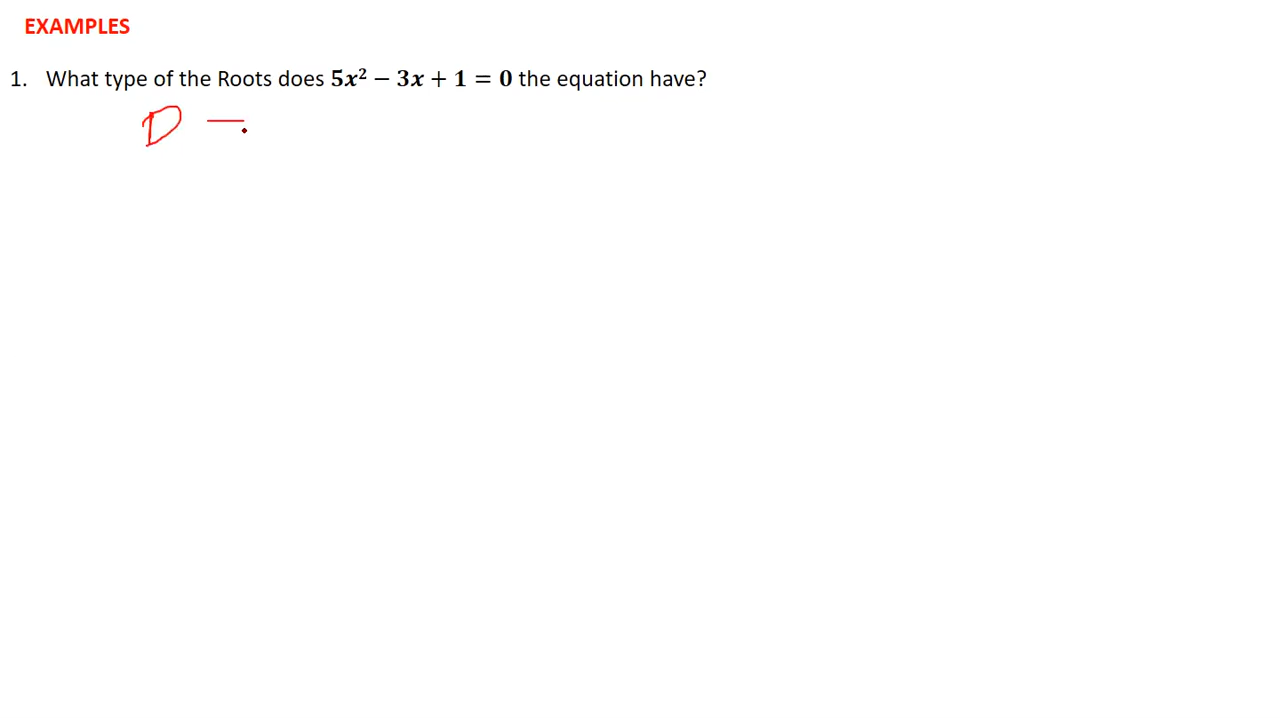 EXAMPLES
1. What type of the Roots does 5x² − 3x + 1 = 0 the equation have?
D —